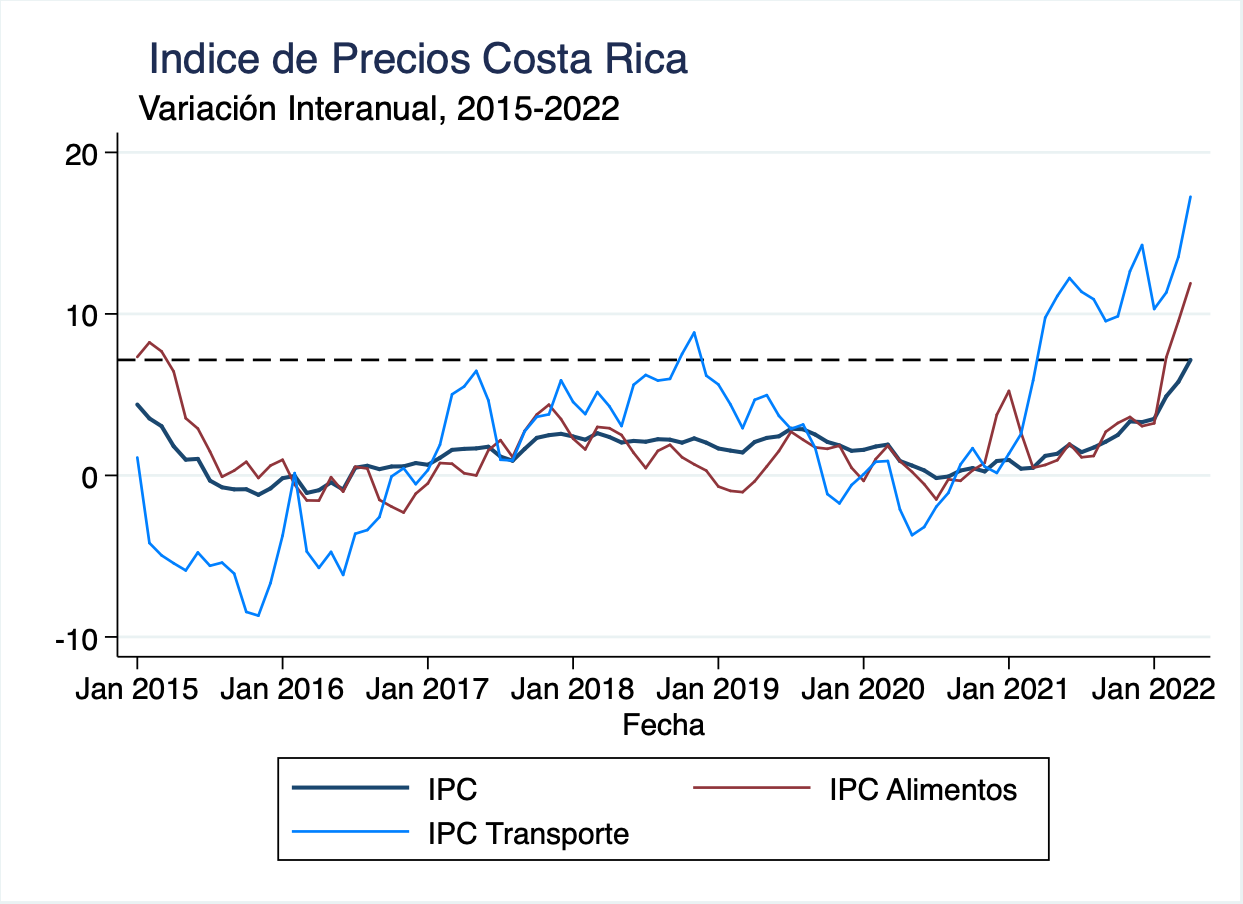 Indice de Precios Costa Rica
Variación Interanual, 2015-2022
20
10
0
-10
Jan 2015 Jan 2016 Jan 2017 Jan 2018 Jan 2019 Jan 2020 Jan 2021 Jan 2022
Fecha
IPC IPC Alimentos
IPC Transporte